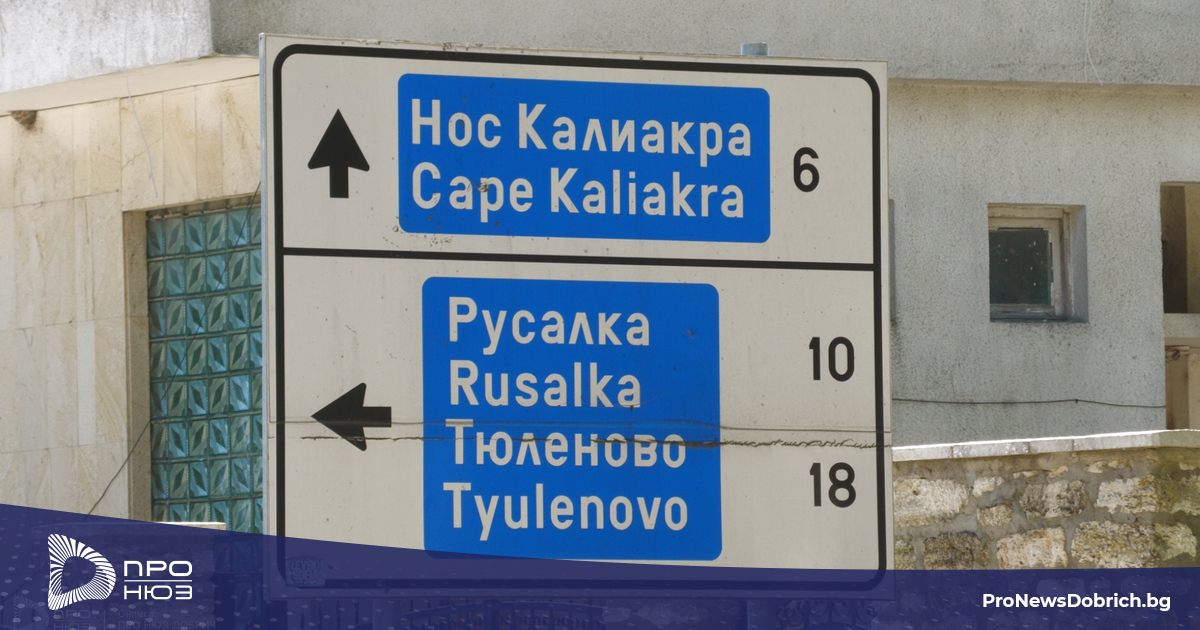 Нос Калиакра
Cape Kaliakra
6
Русалка
Rusalka
10
Тюленово
Tyulenovo
18
ПРО
НЮЗ
ProNewsDobrich.bg